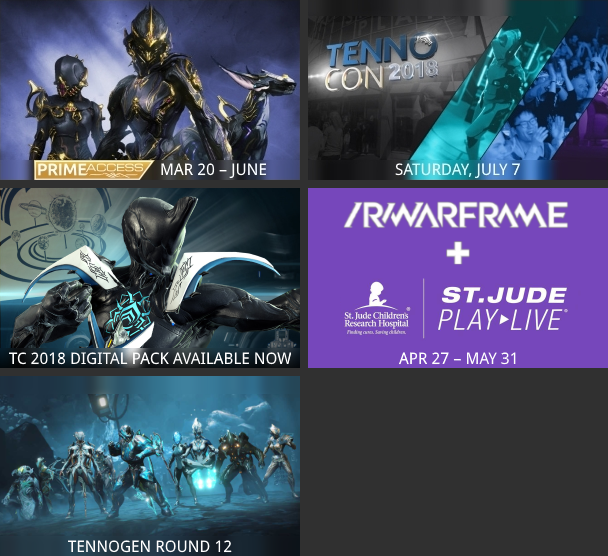 PRIME ACCESS MAR 20 – JUNE
TENNO
CON 2018
SATURDAY, JULY 7
TC 2018 DIGITAL PACK AVAILABLE NOW
WARFRAME
+
St. Jude Children's
Research Hospital
Finding cures. Saving children.
ST. JUDE
PLAY LIVE
APR 27 – MAY 31
TENNOGEN ROUND 12